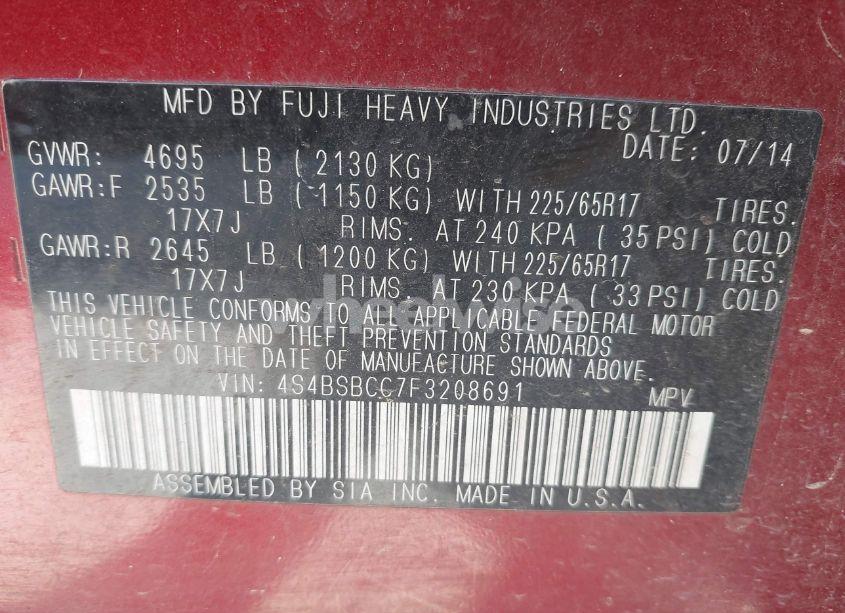 MFD BY FUJI HEAVY INDUSTRIES LTD.
DATE: 07/14
GVWR: 4695 LB ( 2130 KG)
GAWR:F 2535 LB ( 1150 KG) WITH 225/65R17 TIRES.
17X7J RIMS. AT 240 KPA ( 35 PSI) COLD
GAWR:R 2645 LB ( 1200 KG) WITH 225/65R17 TIRES.
17X7J RIMS. AT 230 KPA ( 33 PSI) COLD
THIS VEHICLE CONFORMS TO ALL APPLICABLE FEDERAL MOTOR
VEHICLE SAFETY AND THEFT PREVENTION STANDARDS
IN EFFECT ON THE DATE OF MANUFACTURE SHOWN ABOVE.
VIN: 4S4BSBCC7F3208691 MPV
ASSEMBLED BY SIA INC. MADE IN U.S.A.